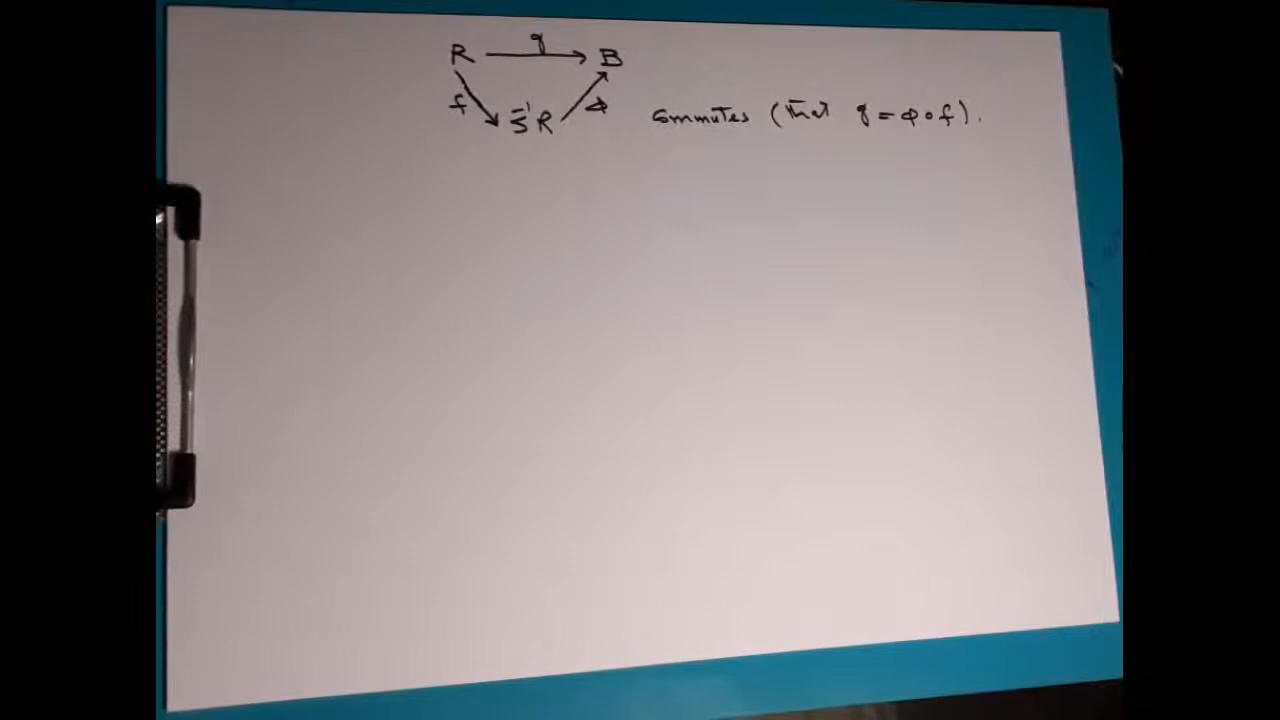 R g B
f S⁻¹R φ commutes (that g = φ∘f).